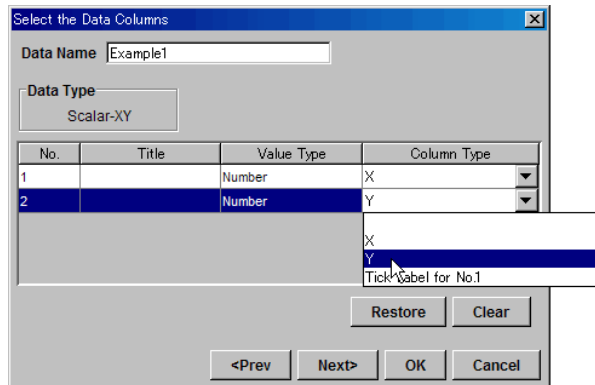 Select the Data Columns
Data Name Example1
Data Type
Scalar-XY
No. Title Value Type Column Type
1 Number X
2 Number Y
X
Y
Tick Label for No.1
Restore Clear
<Prev Next> OK Cancel